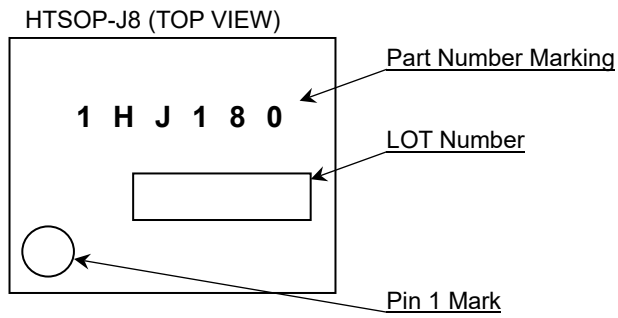 HTSOP-J8 (TOP VIEW)
Part Number Marking
1 H J 1 8 0
LOT Number
Pin 1 Mark